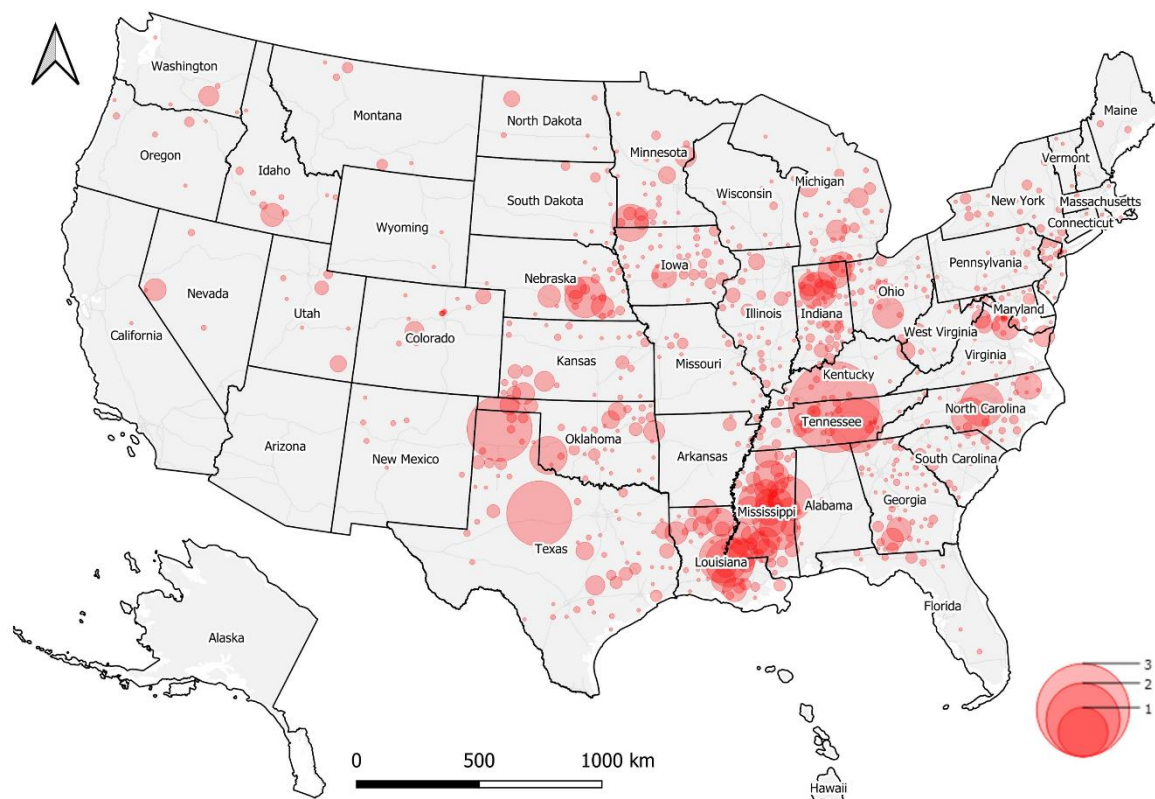 Washington
Montana
North Dakota
Minnesota
Maine
Oregon
Idaho
Wisconsin
Michigan
Vermont
South Dakota
New York
Massachusetts
Connecticut
Wyoming
Nebraska
Iowa
Pennsylvania
Nevada
Utah
Colorado
Illinois
Indiana
Ohio
Maryland
California
Kansas
Missouri
West Virginia
Virginia
Kentucky
Arizona
New Mexico
Oklahoma
Arkansas
Tennessee
North Carolina
South Carolina
Texas
Mississippi
Alabama
Georgia
Louisiana
Florida
Alaska
Hawaii
3
2
1
0 500 1000 km